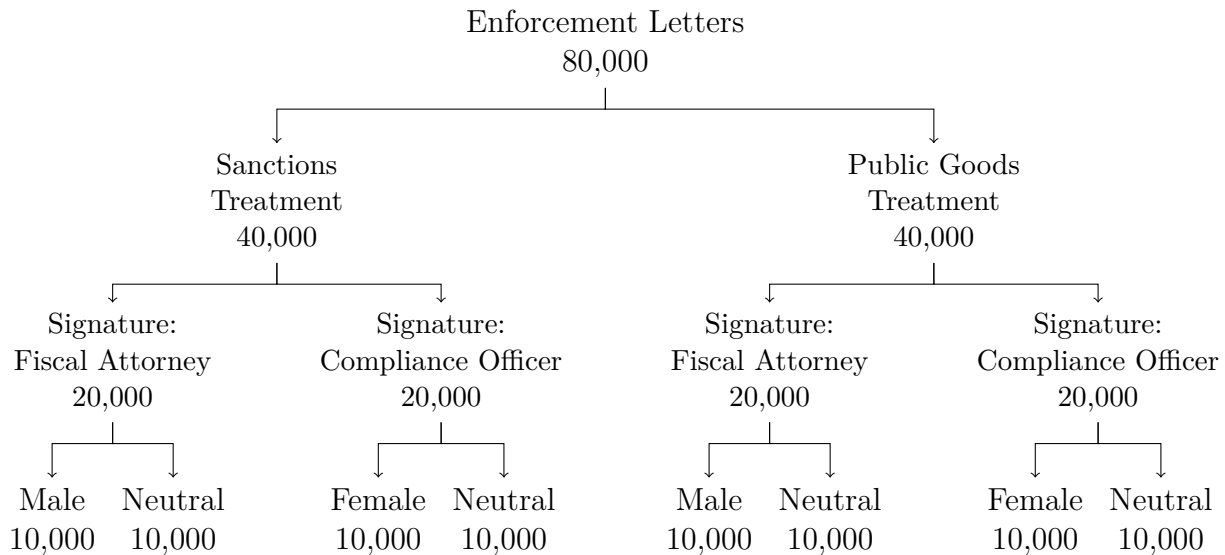 Enforcement Letters
80,000
Sanctions
Treatment
40,000
Public Goods
Treatment
40,000
Signature:
Fiscal Attorney
20,000
Signature:
Compliance Officer
20,000
Signature:
Fiscal Attorney
20,000
Signature:
Compliance Officer
20,000
Male
10,000
Neutral
10,000
Female
10,000
Neutral
10,000
Male
10,000
Neutral
10,000
Female
10,000
Neutral
10,000